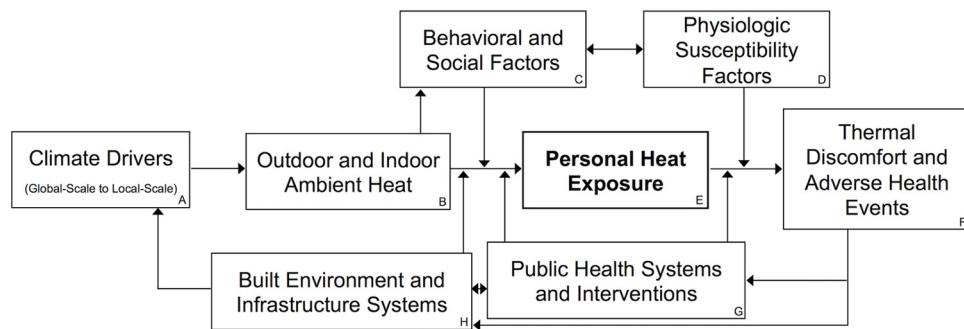 Behavioral and
Social Factors
C
Physiologic
Susceptibility
Factors
D
Climate Drivers
(Global-Scale to Local-Scale)
A
Outdoor and Indoor
Ambient Heat
B
Personal Heat
Exposure
E
Thermal
Discomfort and
Adverse Health
Events
F
Built Environment and
Infrastructure Systems
H
Public Health Systems
and Interventions
G